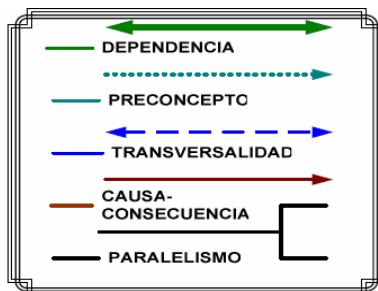 DEPENDENCIA
PRECONCEPTO
TRANSVERSALIDAD
CAUSA-
CONSECUENCIA
PARALELISMO